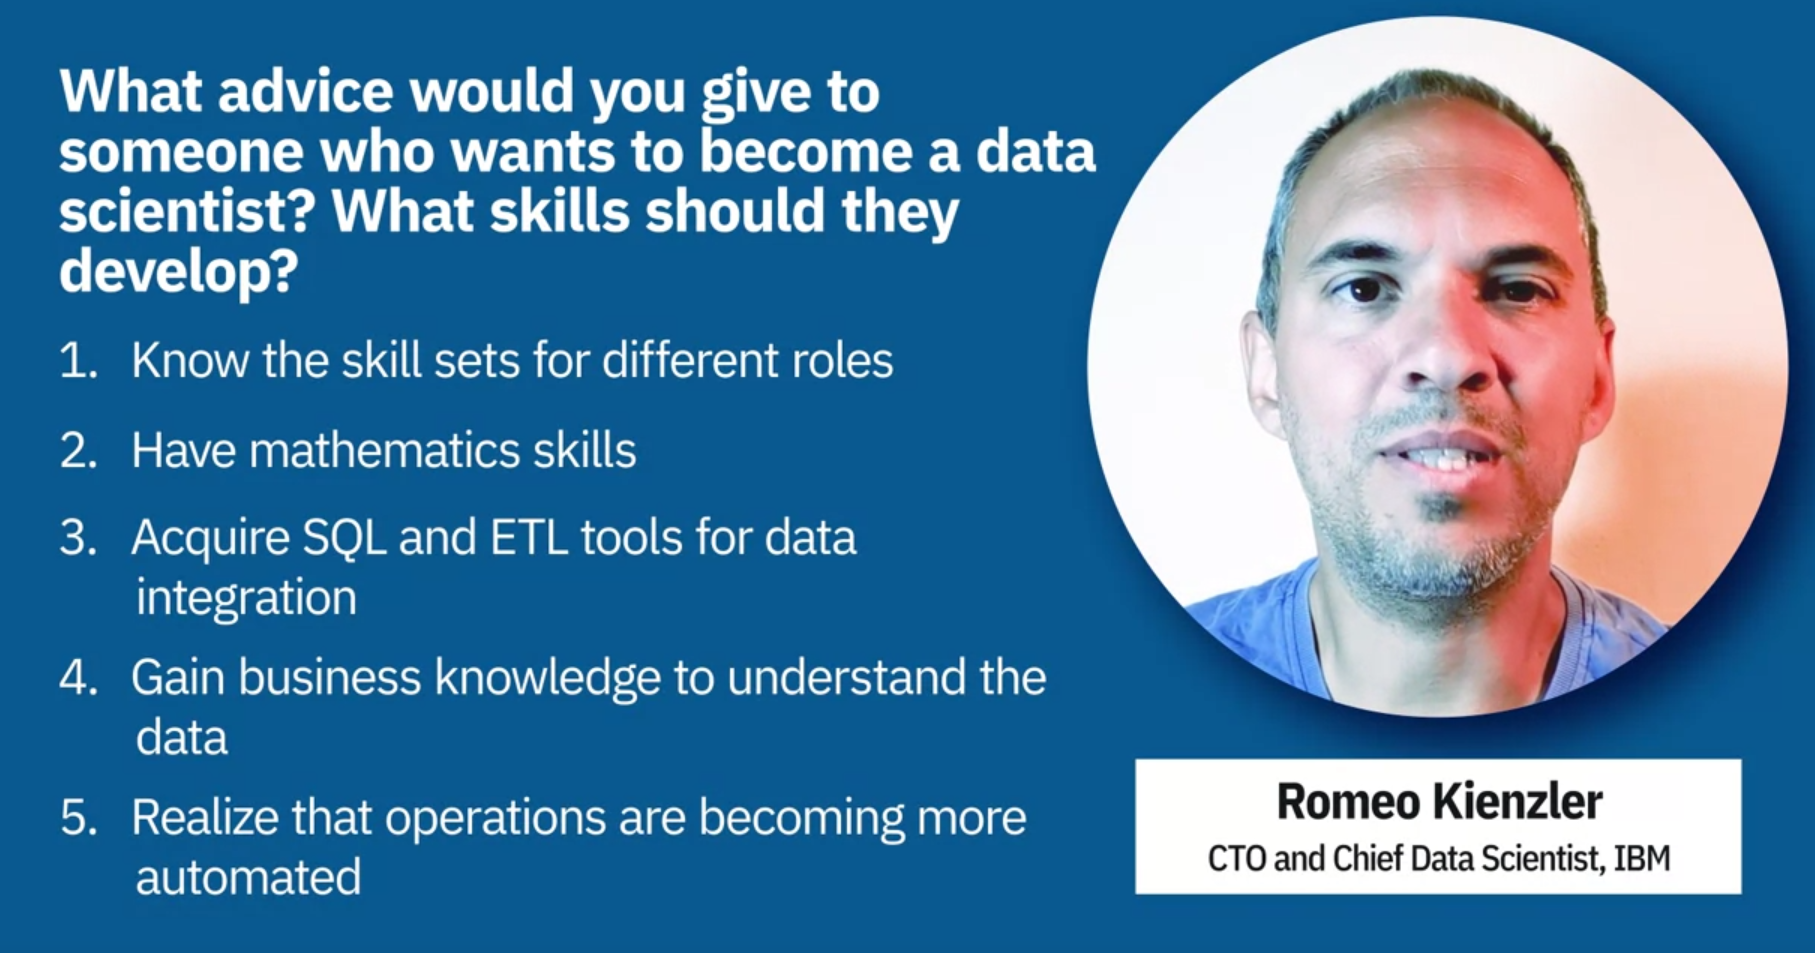 What advice would you give to
someone who wants to become a data
scientist? What skills should they
develop?
1. Know the skill sets for different roles
2. Have mathematics skills
3. Acquire SQL and ETL tools for data
integration
4. Gain business knowledge to understand the
data
5. Realize that operations are becoming more
automated
Romeo Kienzler
CTO and Chief Data Scientist, IBM